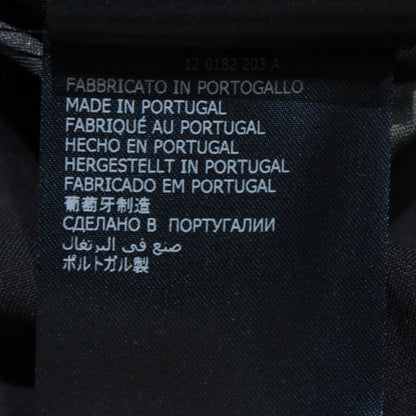 12 0182 203 A
FABBRICATO IN PORTOGALLO
MADE IN PORTUGAL
FABRIQUÉ AU PORTUGAL
HECHO EN PORTUGAL
HERGESTELLT IN PORTUGAL
FABRICADO EM PORTUGAL
葡萄牙制造
СДЕЛАНО В ПОРТУГАЛИИ
صنع في البرتغال
ポルトガル製